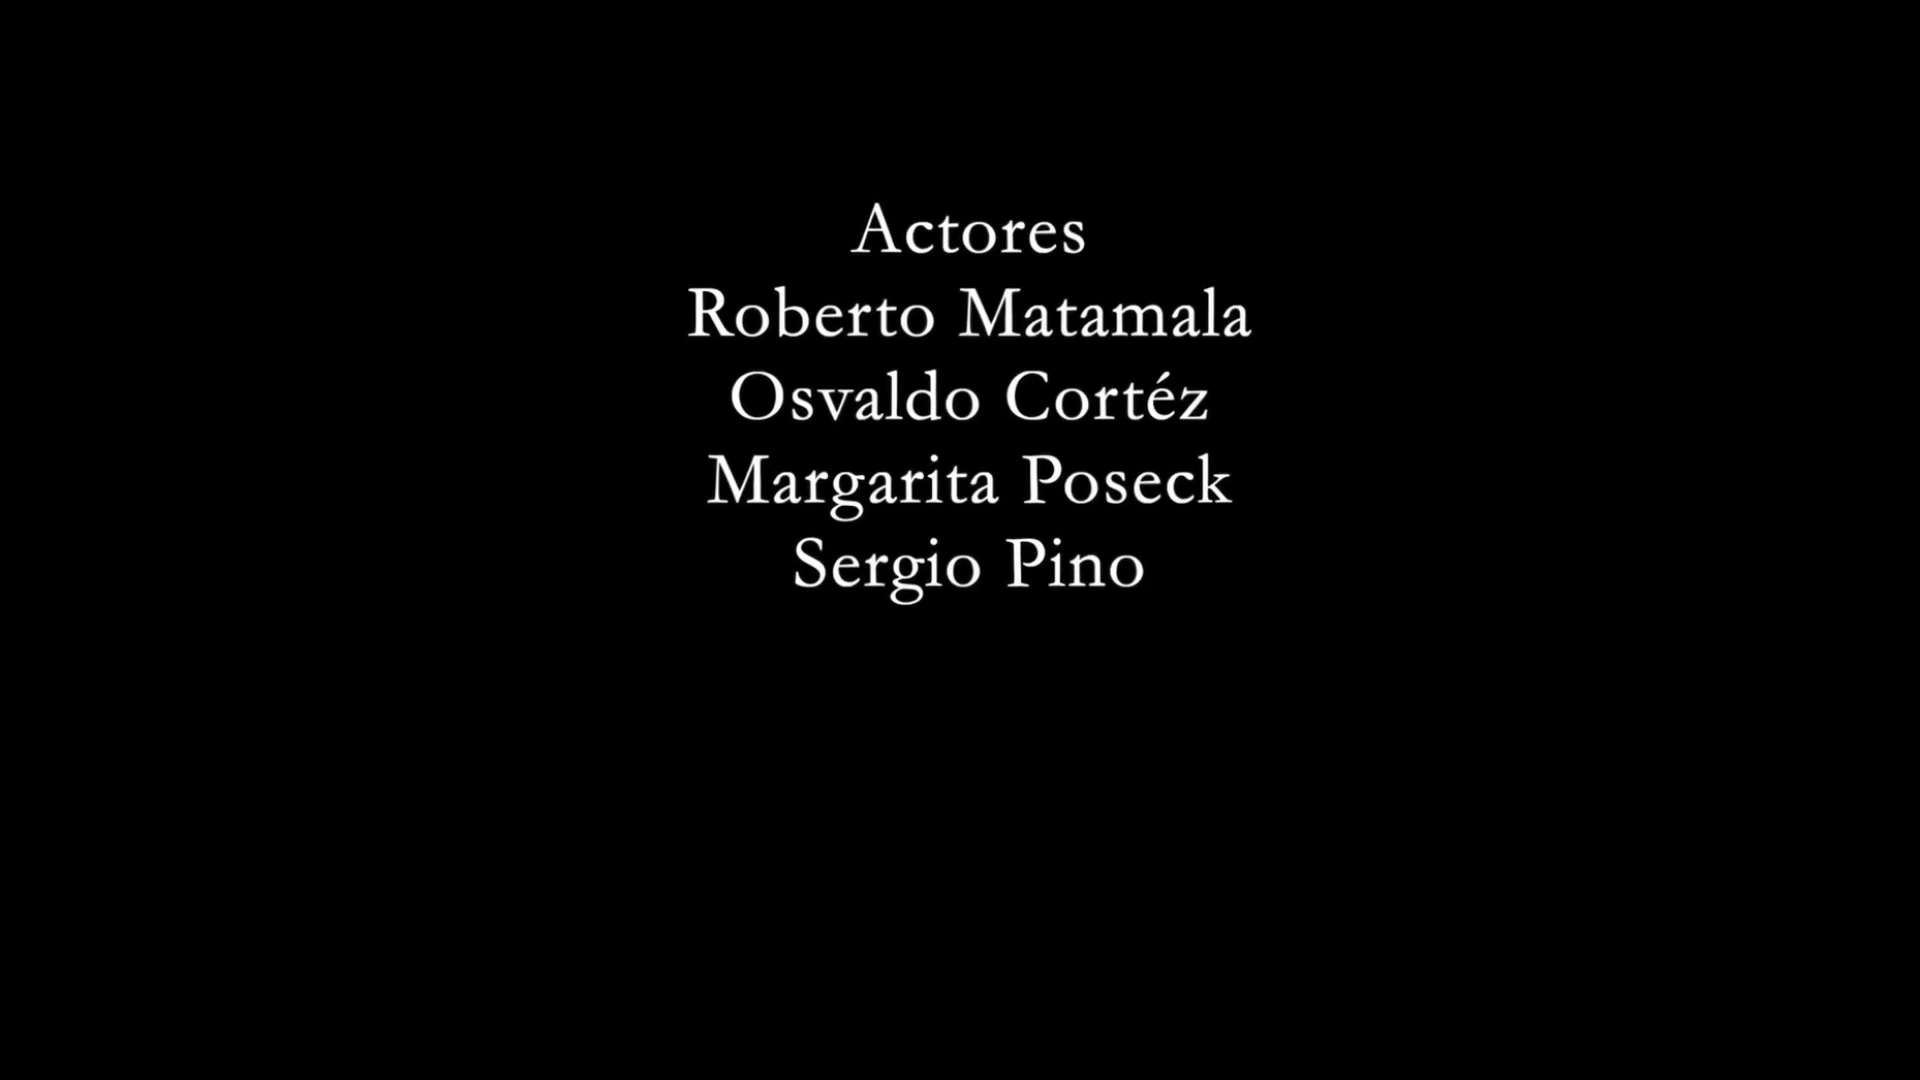 Actores
Roberto Matamala
Osvaldo Cortéz
Margarita Poseck
Sergio Pino